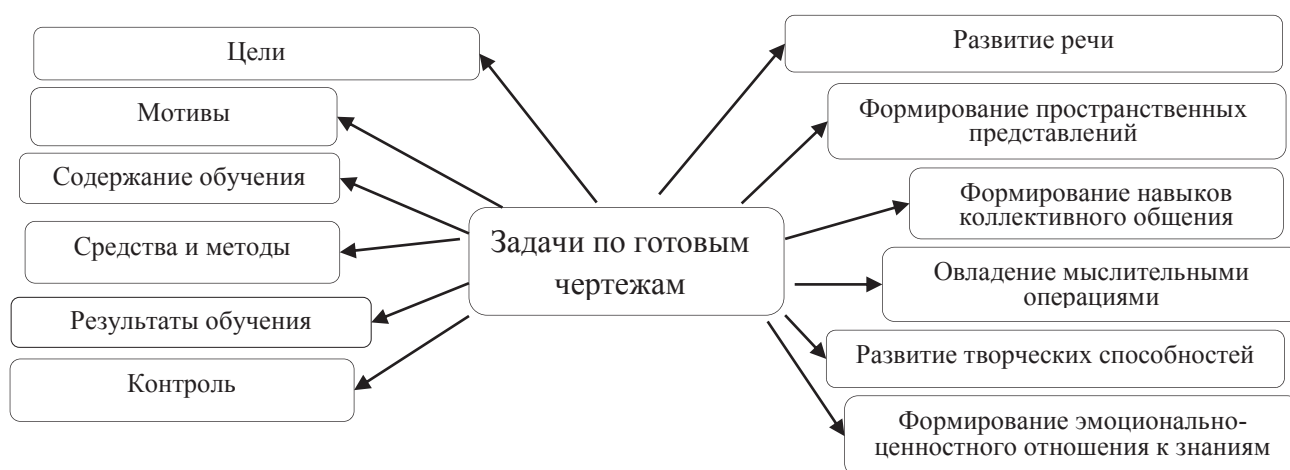 Цели
Мотивы
Содержание обучения
Средства и методы
Результаты обучения
Контроль
Задачи по готовым
чертежам
Развитие речи
Формирование пространственных
представлений
Формирование навыков
коллективного общения
Овладение мыслительными
операциями
Развитие творческих способностей
Формирование эмоционально-
ценностного отношения к знаниям